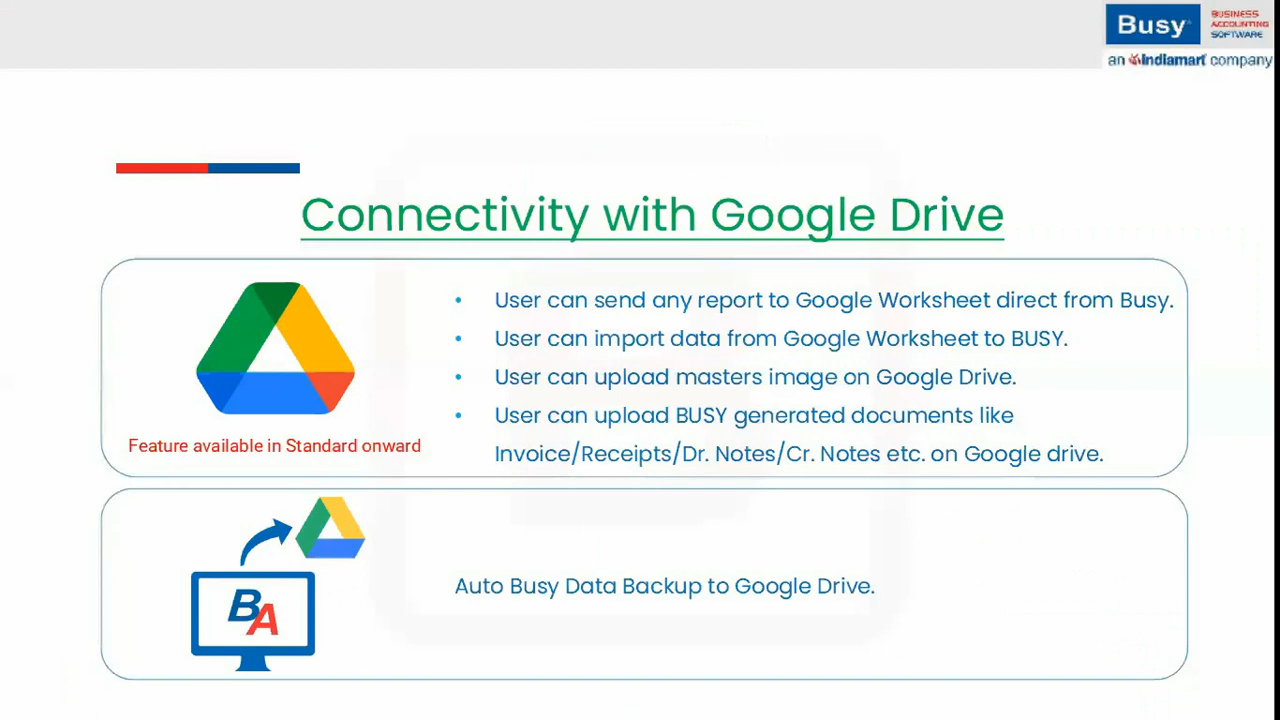 Busy
BUSINESS
ACCOUNTING
SOFTWARE
an indiamart company
Connectivity with Google Drive
• User can send any report to Google Worksheet direct from Busy.
• User can import data from Google Worksheet to BUSY.
• User can upload masters image on Google Drive.
• User can upload BUSY generated documents like
Invoice/Receipts/Dr. Notes/Cr. Notes etc. on Google drive.
Feature available in Standard onward
BA
Auto Busy Data Backup to Google Drive.